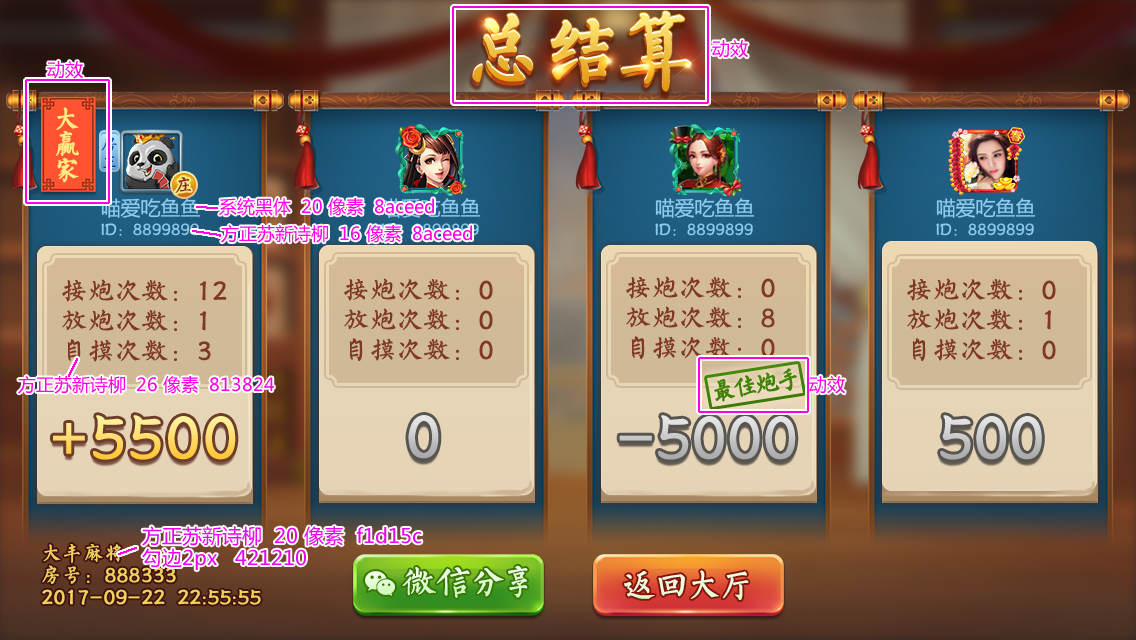 总结算
动效
动效
大赢家
房主
庄
喵爱吃鱼鱼
系统黑体 20 像素 8aceed
ID: 8899899
方正苏新诗柳 16 像素 8aceed
接炮次数: 12
放炮次数: 1
自摸次数: 3
方正苏新诗柳 26 像素 813824
+5500
吃鱼鱼
接炮次数: 0
放炮次数: 0
自摸次数: 0
0
喵爱吃鱼鱼
ID: 8899899
接炮次数: 0
放炮次数: 8
自摸次数: 0
最佳炮手
动效
-5000
春
喵爱吃鱼鱼
ID: 8899899
接炮次数: 0
放炮次数: 1
自摸次数: 0
500
大丰麻将
方正苏新诗柳 20 像素 f1d15c
勾边2px 421210
房号: 888333
2017-09-22 22:55:55
微信分享
返回大厅